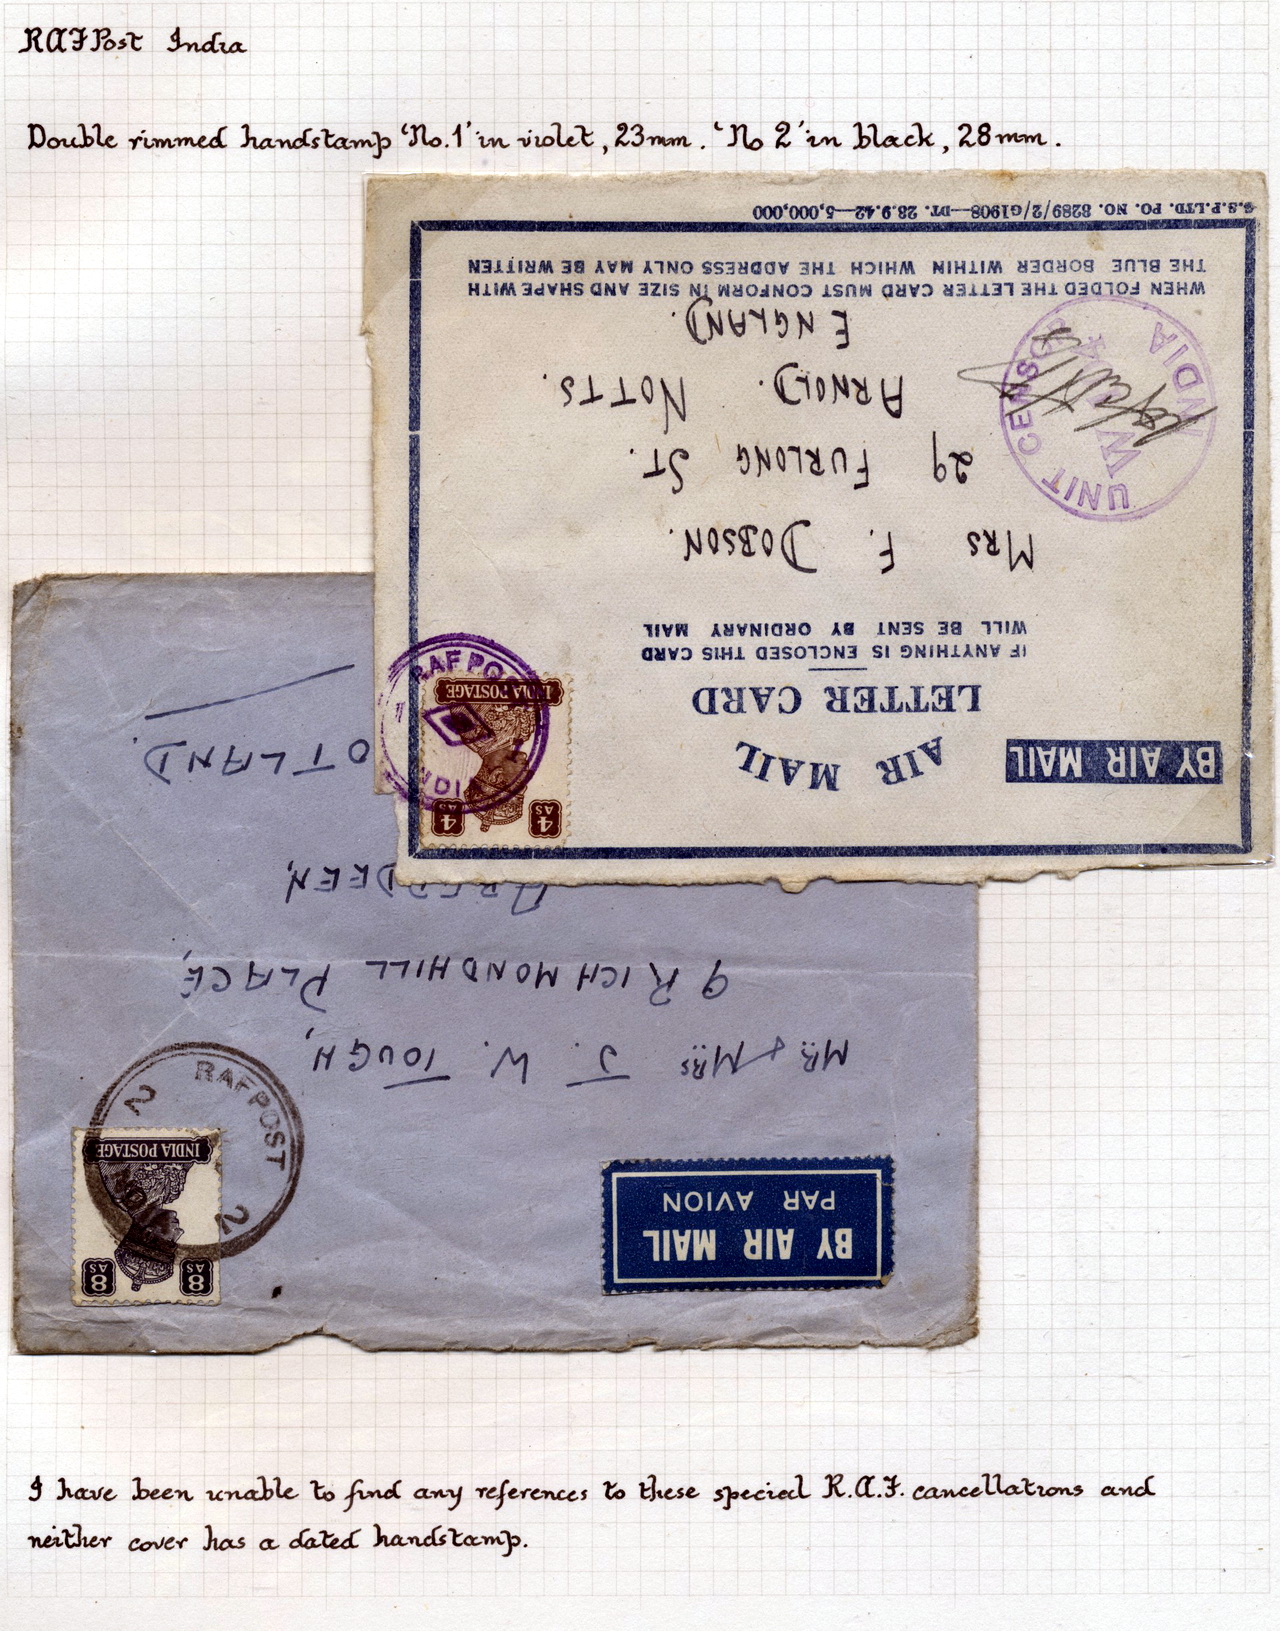 RAFPost India
Double rimmed handstamp 'No.1' in violet, 23mm. 'No 2' in black, 28mm.
BY AIR MAIL
AIR MAIL
LETTER CARD
IF ANYTHING IS ENCLOSED THIS CARD
WILL BE SENT BY ORDINARY MAIL
4 AS 4 AS
INDIA POSTAGE
RAF POST
INDIA
MRS F. DOBSON.
29 FURLONG ST.
ARNOLD. NOTTS.
ENGLAND.
UNIT CENSOR
W
INDIA
WHEN FOLDED THE LETTER CARD MUST CONFORM IN SIZE AND SHAPE WITH
THE BLUE BORDER WITHIN WHICH THE ADDRESS ONLY MAY BE WRITTEN
G.S.P.LTD. PO. NO. 8289/2/G1908—DT. 28.9.42—5,000,000
BY AIR MAIL
PAR AVION
8 AS 8 AS
INDIA POSTAGE
RAFPOST
2 2
INDIA
MR. & MRS J. W. TOUGH,
9 RICHMONDHILL PLACE,
ABERDEEN,
OTLAND.
I have been unable to find any references to these special R.A.F. cancellations and
neither cover has a dated handstamp.